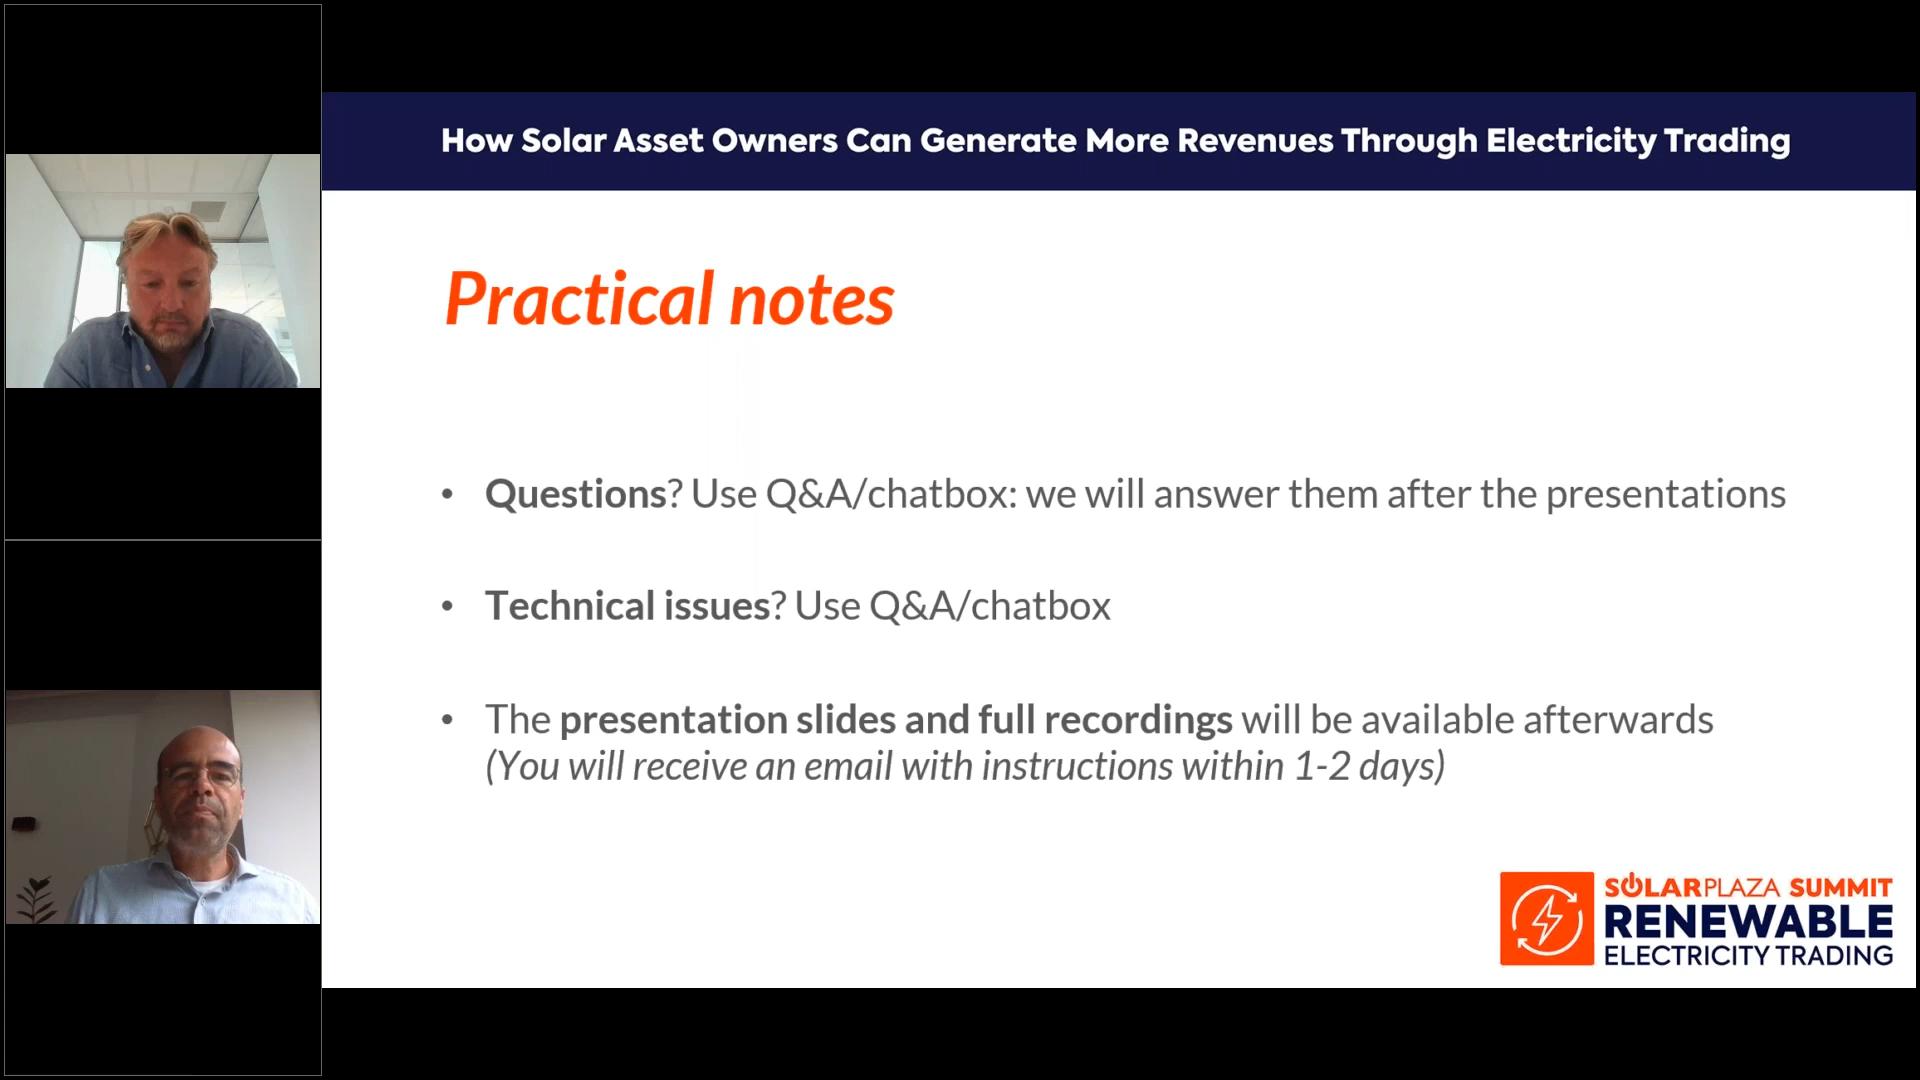 How Solar Asset Owners Can Generate More Revenues Through Electricity Trading
Practical notes
• Questions? Use Q&A/chatbox: we will answer them after the presentations
• Technical issues? Use Q&A/chatbox
• The presentation slides and full recordings will be available afterwards
(You will receive an email with instructions within 1-2 days)
SOLARPLAZA SUMMIT
RENEWABLE
ELECTRICITY TRADING